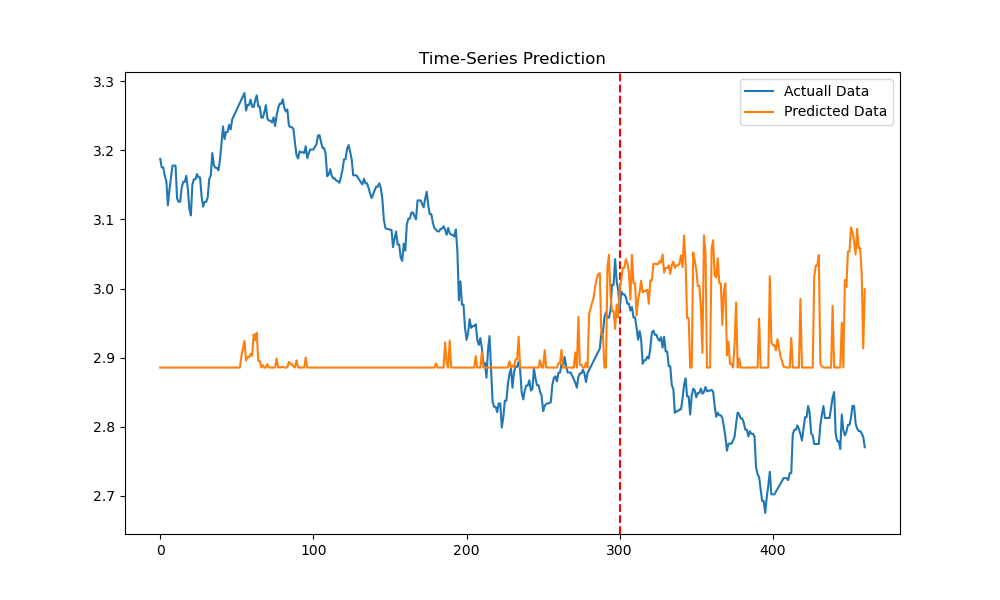 Time-Series Prediction
Actuall Data
Predicted Data
3.3
3.2
3.1
3.0
2.9
2.8
2.7
0 100 200 300 400